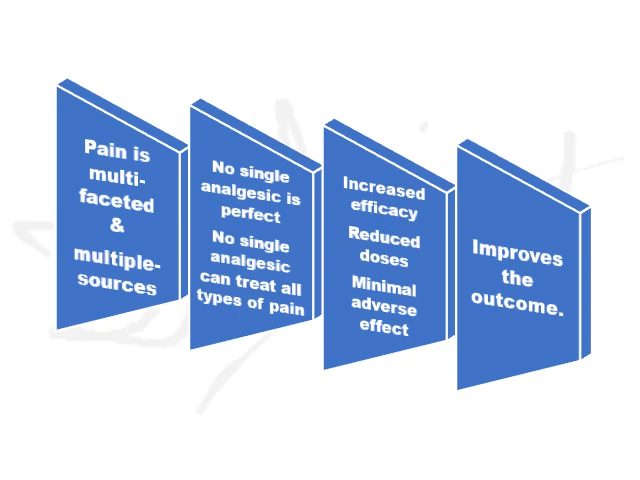 Pain is
multi-
faceted
&
multiple-
sources
No single
analgesic is
perfect
No single
analgesic
can treat all
types of pain
Increased
efficacy
Reduced
doses
Minimal
adverse
effect
Improves
the
outcome.